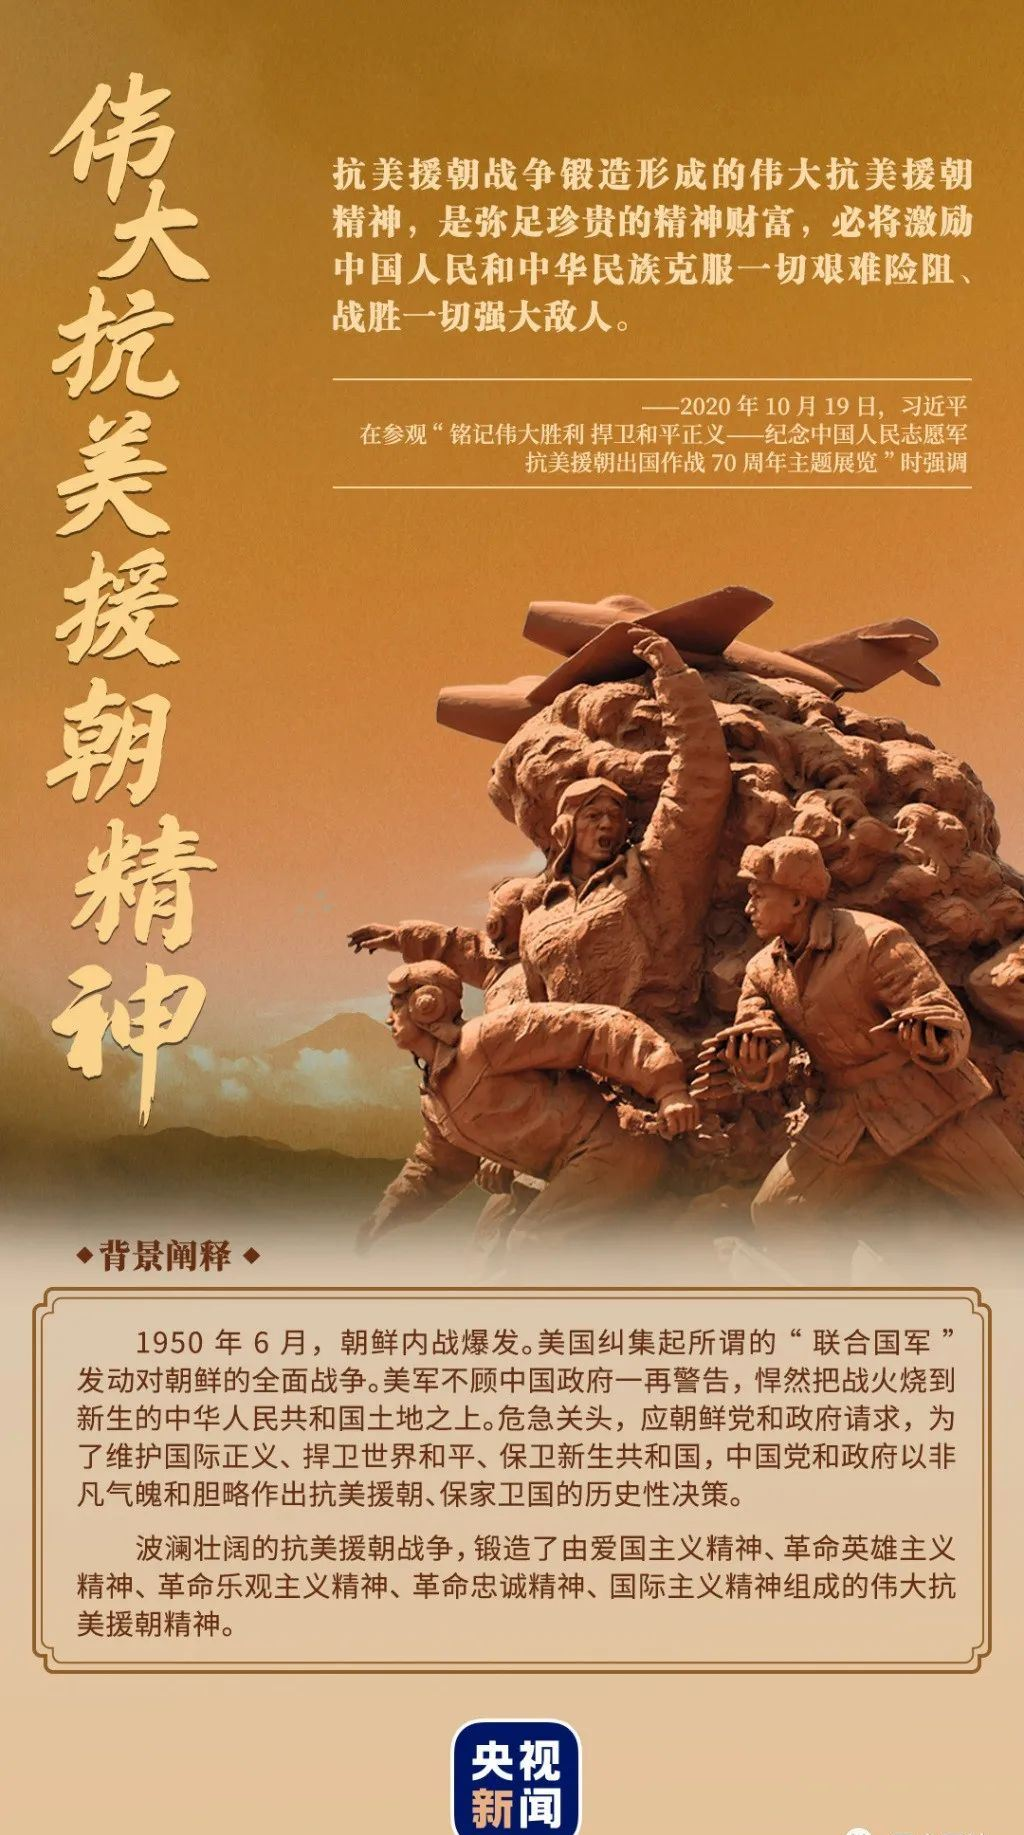 伟大抗美援朝精神
抗美援朝战争锻造形成的伟大抗美援朝
精神，是弥足珍贵的精神财富，必将激励
中国人民和中华民族克服一切艰难险阻、
战胜一切强大敌人。
——2020 年 10 月 19 日，习近平
在参观“铭记伟大胜利 捍卫和平正义——纪念中国人民志愿军
抗美援朝出国作战 70 周年主题展览”时强调
背景阐释
1950 年 6 月，朝鲜内战爆发。美国纠集起所谓的“联合国军”
发动对朝鲜的全面战争。美军不顾中国政府一再警告，悍然把战火烧到
新生的中华人民共和国土地之上。危急关头，应朝鲜党和政府请求，为
了维护国际正义、捍卫世界和平、保卫新生共和国，中国党和政府以非
凡气魄和胆略作出抗美援朝、保家卫国的历史性决策。
波澜壮阔的抗美援朝战争，锻造了由爱国主义精神、革命英雄主义
精神、革命乐观主义精神、革命忠诚精神、国际主义精神组成的伟大抗
美援朝精神。
央视
新闻